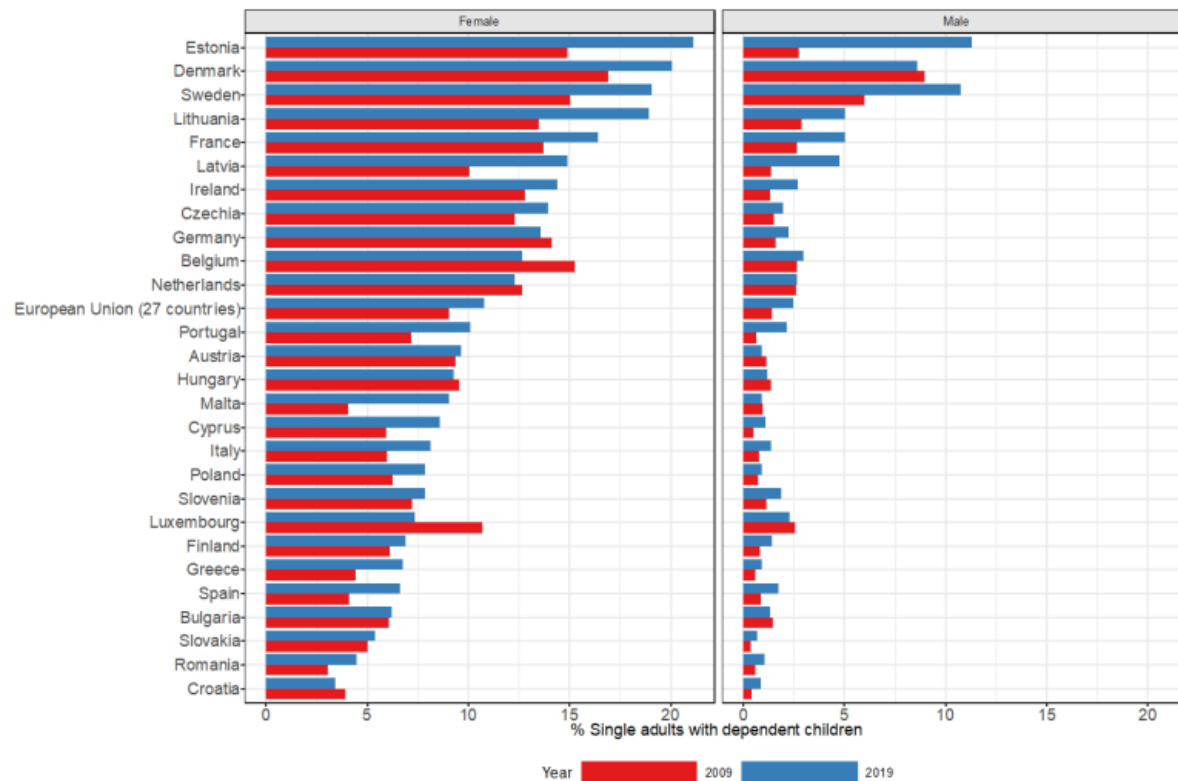 Female Male
Estonia
Denmark
Sweden
Lithuania
France
Latvia
Ireland
Czechia
Germany
Belgium
Netherlands
European Union (27 countries)
Portugal
Austria
Hungary
Malta
Cyprus
Italy
Poland
Slovenia
Luxembourg
Finland
Greece
Spain
Bulgaria
Slovakia
Romania
Croatia
0 5 10 15 20 0 5 10 15 20
% Single adults with dependent children
Year 2009 2019